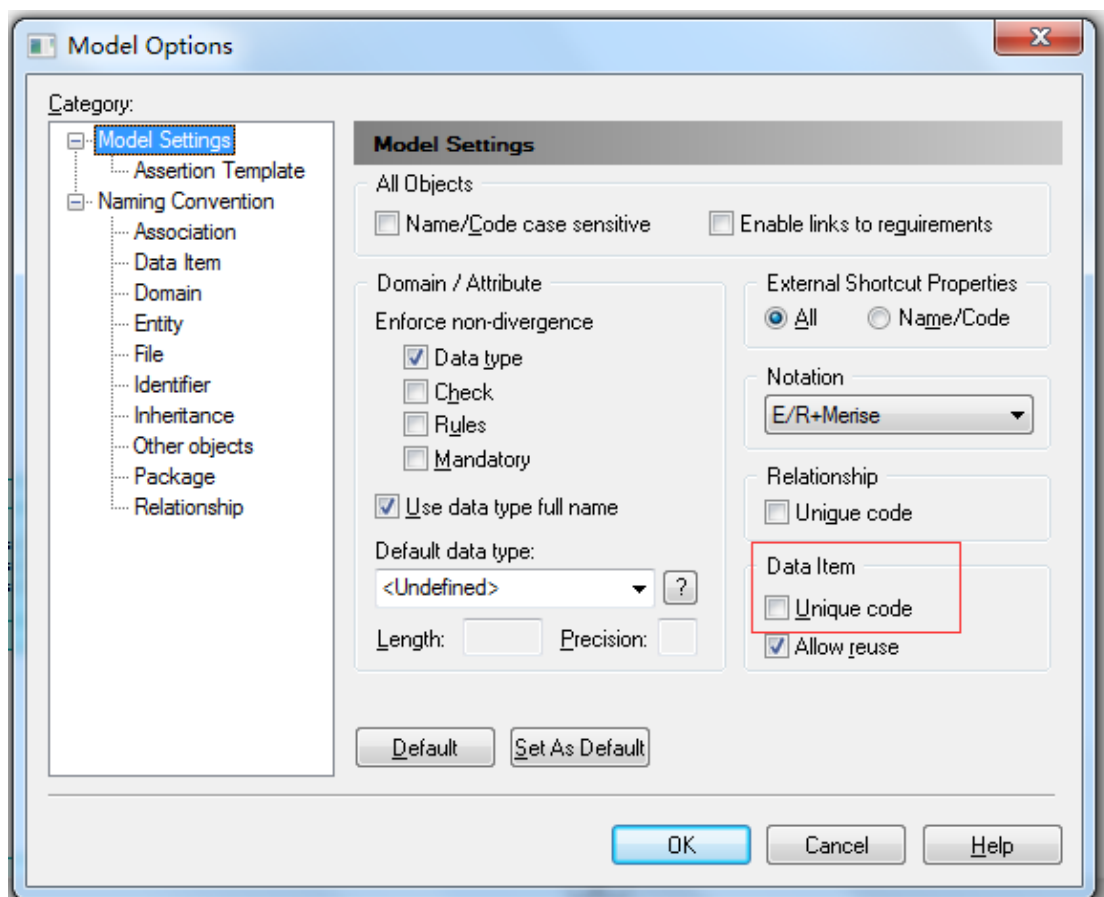 Model Options
Category:
Model Settings
Assertion Template
Naming Convention
Association
Data Item
Domain
Entity
File
Identifier
Inheritance
Other objects
Package
Relationship
Model Settings
All Objects
Name/Code case sensitive
Enable links to requirements
Domain / Attribute
Enforce non-divergence
Data type
Check
Rules
Mandatory
Use data type full name
Default data type:
<Undefined>
?
Length:
Precision:
External Shortcut Properties
All
Name/Code
Notation
E/R+Merise
Relationship
Unique code
Data Item
Unique code
Allow reuse
Default
Set As Default
OK
Cancel
Help